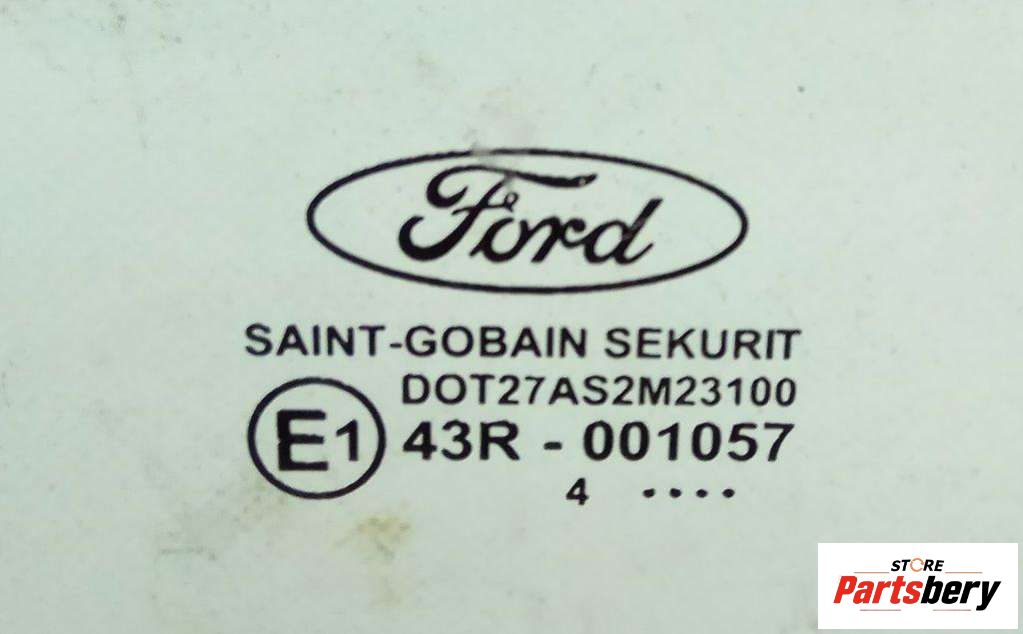 Ford
SAINT-GOBAIN SEKURIT
DOT27AS2M23100
E1 43R - 001057
4 ....
STORE
Partsbery